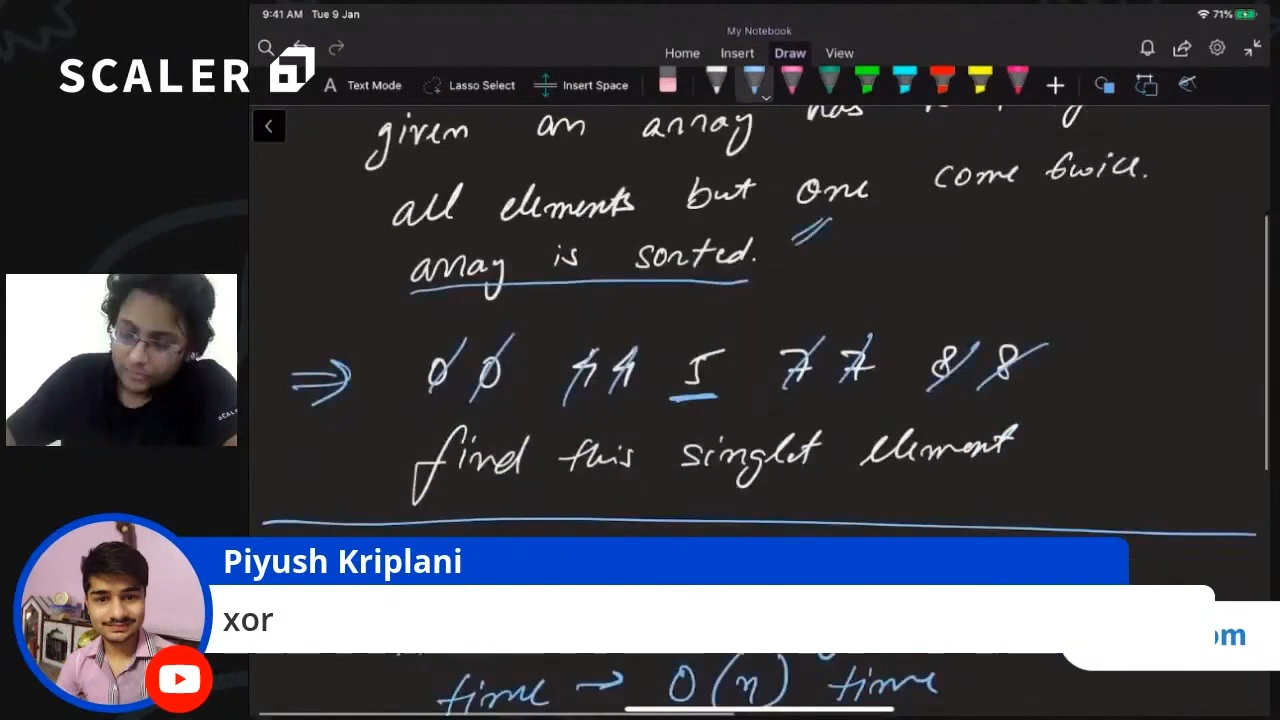 9:41 AM Tue 9 Jan
71%
My Notebook
SCALER
Home Insert Draw View
A Text Mode Lasso Select Insert Space
given an array has
all elements but one come twice.
array is sorted.
⇒ 0 0 4 4 5 7 7 8 8
find this singlet element
Piyush Kriplani
xor
om
time → O(n) time